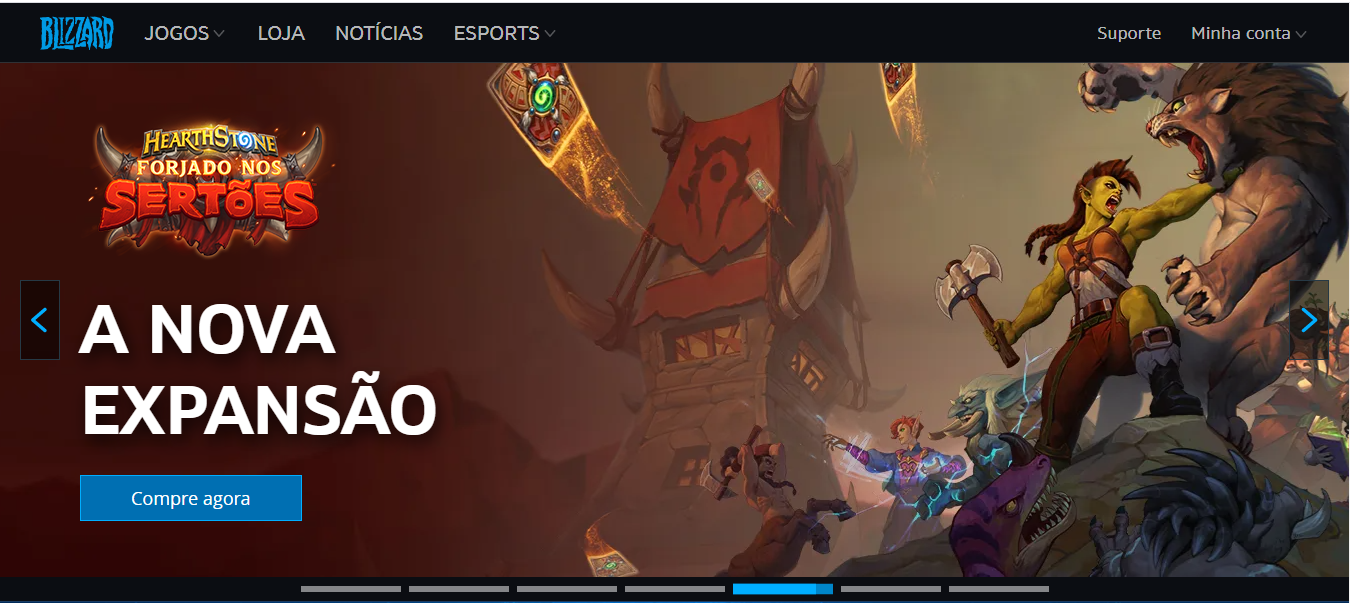 BLIZZARD
JOGOS
LOJA
NOTÍCIAS
ESPORTS
Suporte
Minha conta
HEARTHSTONE
FORJADO NOS
SERTÕES
A NOVA
EXPANSÃO
Compre agora